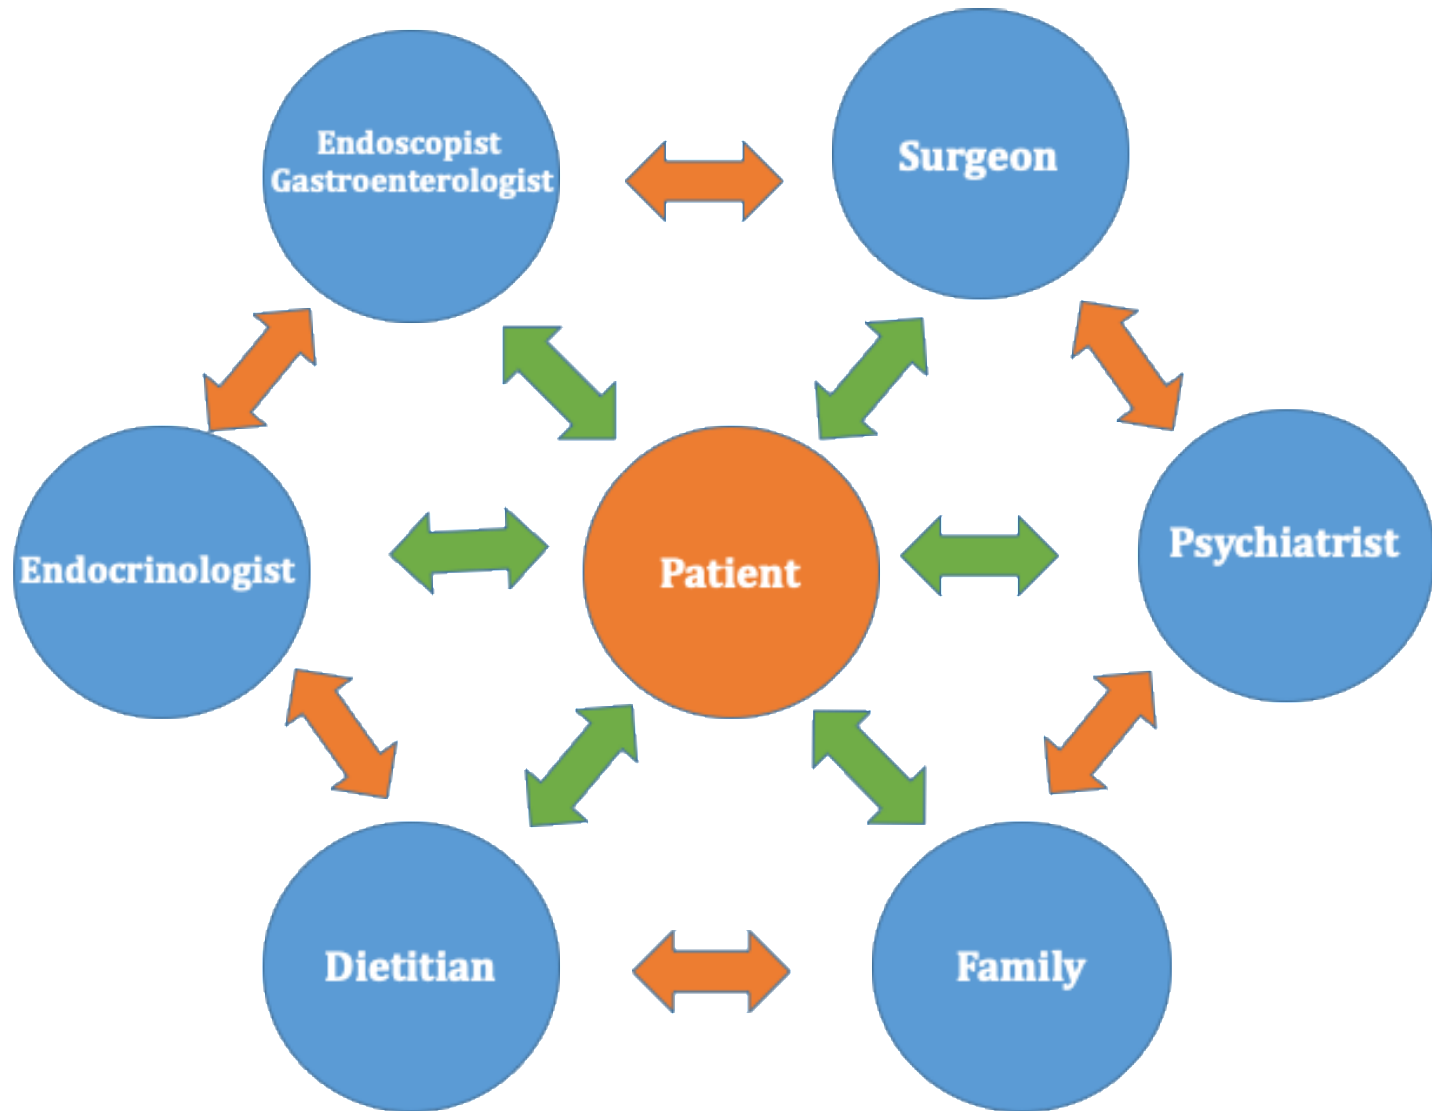 Endoscopist
Gastroenterologist
Surgeon
Endocrinologist
Patient
Psychiatrist
Dietitian
Family